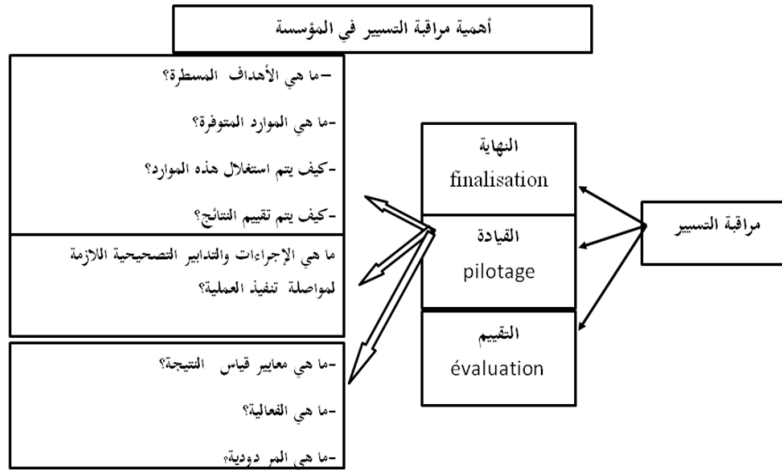 أهمية مراقبة التسيير في المؤسسة
مراقبة التسيير
النهاية
finalisation
القيادة
pilotage
التقييم
évaluation
-ما هي الأهداف المسطرة؟
-ما هي الموارد المتوفرة؟
-كيف يتم استغلال هذه الموارد؟
-كيف يتم تقييم النتائج؟
ما هي الإجراءات والتدابير التصحيحية اللازمة
لمواصلة تنفيذ العملية؟
-ما هي معايير قياس النتيجة؟
-ما هي الفعالية؟
-ما هي المر دودية؟